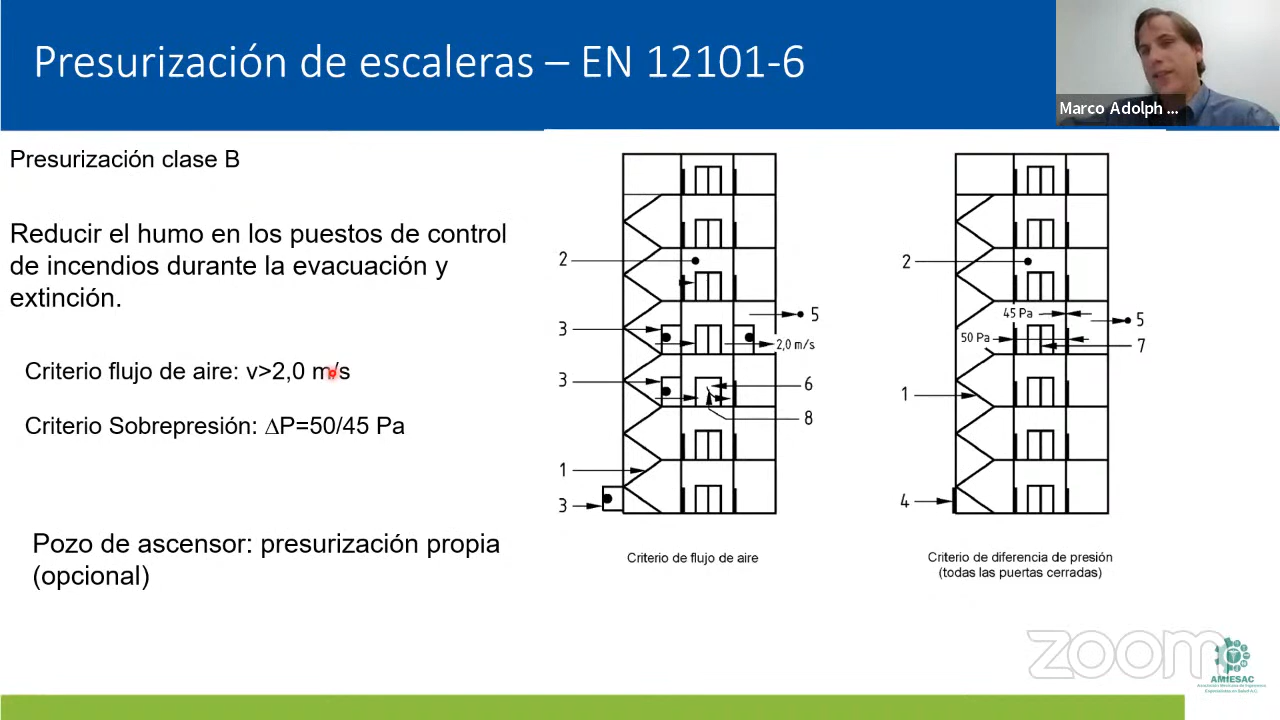 Presurización de escaleras – EN 12101-6
Marco Adolph ...
Presurización clase B
Reducir el humo en los puestos de control
de incendios durante la evacuación y
extinción.
Criterio flujo de aire: v>2,0 m/s
Criterio Sobrepresión: ∆P=50/45 Pa
Pozo de ascensor: presurización propia
(opcional)
2
3
5
2,0 m/s
3
6
8
1
3
Criterio de flujo de aire
2
45 Pa
5
50 Pa
7
1
4
Criterio de diferencia de presión
(todas las puertas cerradas)
zoom
AMIESAC